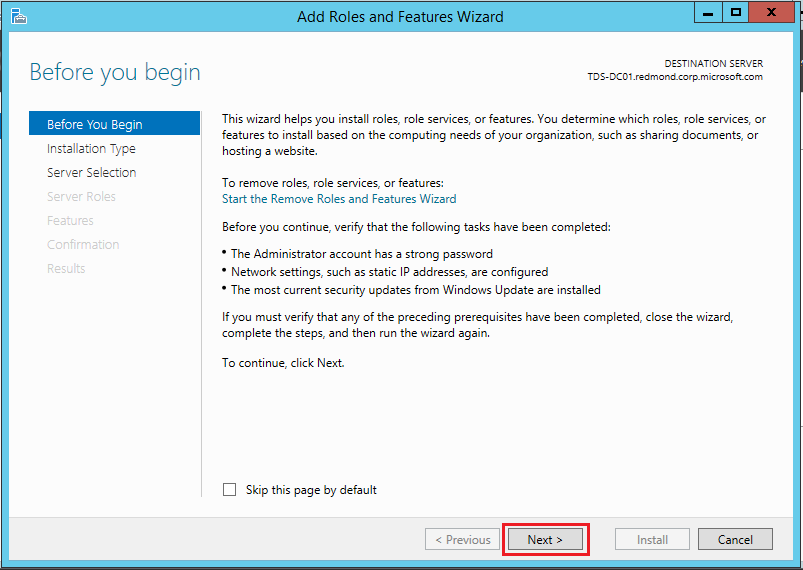 Add Roles and Features Wizard
Before you begin
DESTINATION SERVER
TDS-DC01.redmond.corp.microsoft.com
Before You Begin
Installation Type
Server Selection
Server Roles
Features
Confirmation
Results
This wizard helps you install roles, role services, or features. You determine which roles, role services, or
features to install based on the computing needs of your organization, such as sharing documents, or
hosting a website.
To remove roles, role services, or features:
Start the Remove Roles and Features Wizard
Before you continue, verify that the following tasks have been completed:
• The Administrator account has a strong password
• Network settings, such as static IP addresses, are configured
• The most current security updates from Windows Update are installed
If you must verify that any of the preceding prerequisites have been completed, close the wizard,
complete the steps, and then run the wizard again.
To continue, click Next.
Skip this page by default
< Previous
Next >
Install
Cancel